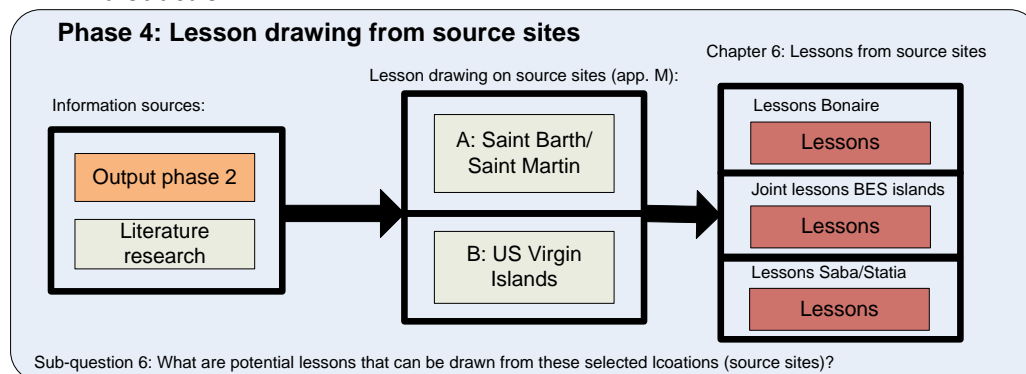 Phase 4: Lesson drawing from source sites
Information sources:
Output phase 2
Literature
research
Lesson drawing on source sites (app. M):
A: Saint Barth/
Saint Martin
B: US Virgin
Islands
Chapter 6: Lessons from source sites
Lessons Bonaire
Lessons
Joint lessons BES islands
Lessons
Lessons Saba/Statia
Lessons
Sub-question 6: What are potential lessons that can be drawn from these selected lcoations (source sites)?